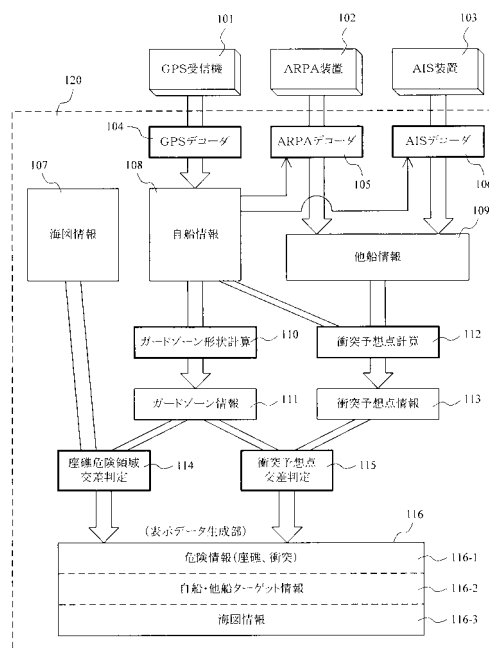 101
102
103
GPS受信機
ARPA装置
AIS装置
120
104
GPSデコーダ
ARPAデコーダ
AISデコーダ
105
106
107
108
109
海図情報
自船情報
他船情報
ガードゾーン形状計算
110
衝突予想点計算
112
ガードゾーン情報
111
衝突予想点情報
113
座礁危険領域
交差判定
114
衝突予想点
交差判定
115
(表示データ生成部)
116
危険情報(座礁、衝突)
116-1
自船・他船ターゲット情報
116-2
海図情報
116-3